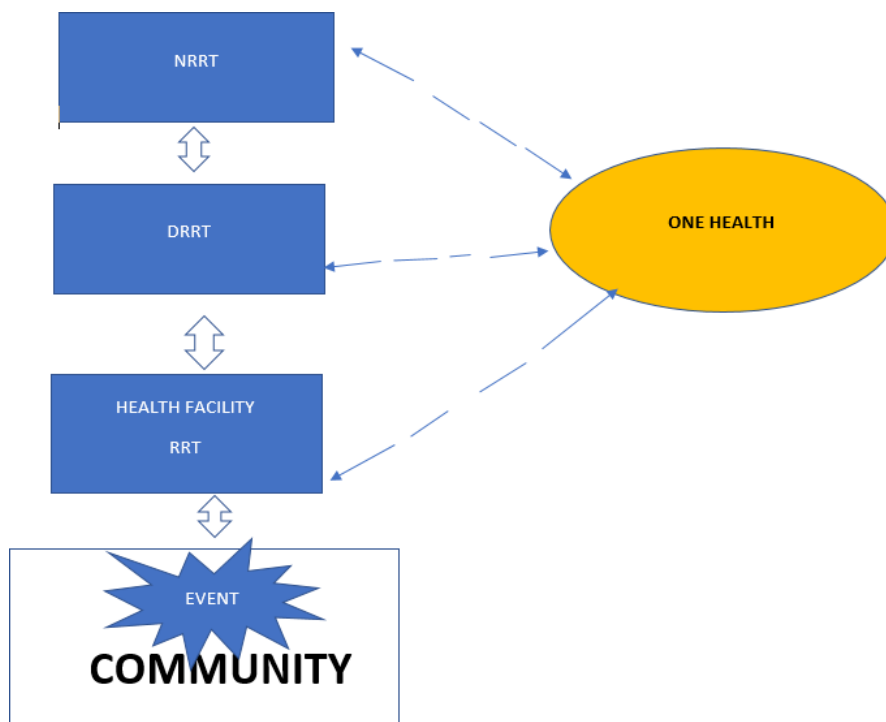 NRRT
DRRT
ONE HEALTH
HEALTH FACILITY
RRT
EVENT
COMMUNITY